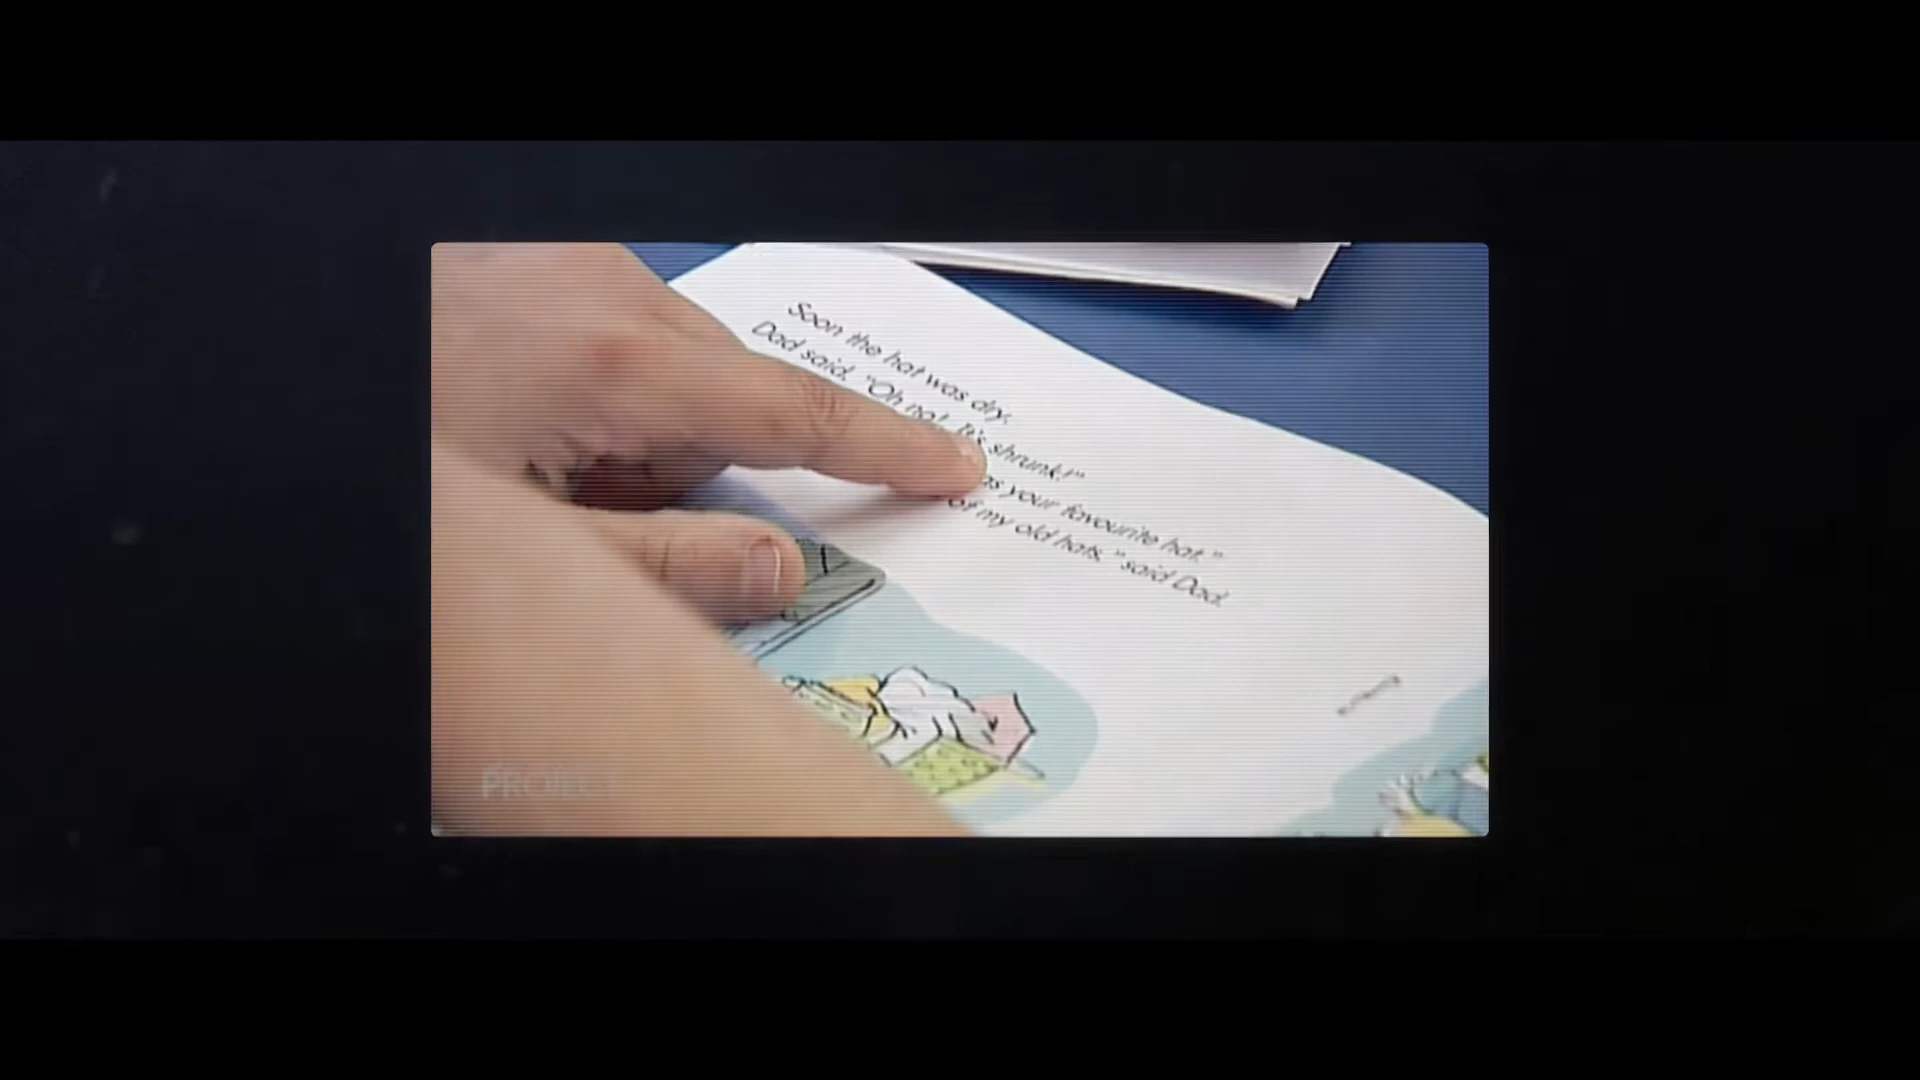 Soon the hat was dry.
Dad said, "Oh no! It's shrunk!"
as your favourite hat."
of my old hats," said Dad.